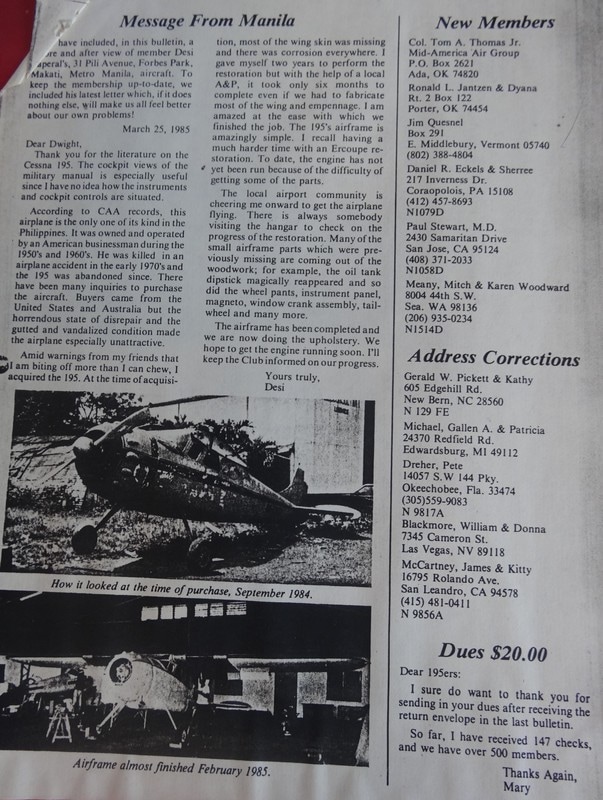 Message From Manila
have included, in this bulletin, a
and after view of member Desi
31 Pili Avenue, Forbes Park,
Makati, Metro Manila, aircraft. To
keep the membership up-to-date, we
included his latest letter which, if it does
nothing else, will make us all feel better
about our own problems!
March 25, 1985
Dear Dwight,
Thank you for the literature on the
Cessna 195. The cockpit views of the
military manual is especially useful
since I have no idea how the instruments
and cockpit controls are situated.
According to CAA records, this
airplane is the only one of its kind in the
Philippines. It was owned and operated
by an American businessman during the
1950's and 1960's. He was killed in an
airplane accident in the early 1970's and
the 195 was abandoned since. There
have been many inquiries to purchase
the aircraft. Buyers came from the
United States and Australia but the
horrendous state of disrepair and the
gutted and vandalized condition made
the airplane especially unattractive.
Amid warnings from my friends that
I am biting off more than I can chew, I
acquired the 195. At the time of acquisi-
tion, most of the wing skin was missing
and there was corrosion everywhere. I
gave myself two years to perform the
restoration but with the help of a local
A&P, it took only six months to
complete even if we had to fabricate
most of the wing and empennage. I am
amazed at the ease with which we
finished the job. The 195's airframe is
amazingly simple. I recall having a
much harder time with an Ercoupe re-
storation. To date, the engine has not
yet been run because of the difficulty of
getting some of the parts.
The local airport community is
cheering me onward to get the airplane
flying. There is always somebody
visiting the hangar to check on the
progress of the restoration. Many of the
small airframe parts which were pre-
viously missing are coming out of the
woodwork; for example, the oil tank
dipstick magically reappeared and so
did the wheel pants, instrument panel,
magneto, window crank assembly, tail-
wheel and many more.
The airframe has been completed and
we are now doing the upholstery. We
hope to get the engine running soon. I'll
keep the Club informed on our progress.
Yours truly,
Desi
How it looked at the time of purchase, September 1984.
Airframe almost finished February 1985.
New Members
Col. Tom A. Thomas Jr.
Mid-America Air Group
P.O. Box 2621
Ada, OK 74820
Ronald L. Jantzen & Dyana
Rt. 2 Box 122
Porter, OK 74454
Jim Quesnel
Box 291
E. Middlebury, Vermont 05740
(802) 388-4804
Daniel R. Eckels & Sherree
217 Inverness Dr.
Coraopolois, PA 15108
(412) 457-8693
N1079D
Paul Stewart, M.D.
2430 Samaritan Drive
San Jose, CA 95124
(408) 371-2033
N1058D
Meany, Mitch & Karen Woodward
8004 44th S.W.
Sea. WA 98136
(206) 935-0234
N1514D
Address Corrections
Gerald W. Pickett & Kathy
605 Edgehill Rd.
New Bern, NC 28560
N 129 FE
Michael, Gallen A. & Patricia
24370 Redfield Rd.
Edwardsburg, MI 49112
Dreher, Pete
14057 S.W 144 Pky.
Okeechobee, Fla. 33474
(305)559-9083
N 9817A
Blackmore, William & Donna
7345 Cameron St.
Las Vegas, NV 89118
McCartney, James & Kitty
16795 Rolando Ave.
San Leandro, CA 94578
(415) 481-0411
N 9856A
Dues $20.00
Dear 195ers:
I sure do want to thank you for
sending in your dues after receiving the
return envelope in the last bulletin.
So far, I have received 147 checks,
and we have over 500 members.
Thanks Again,
Mary